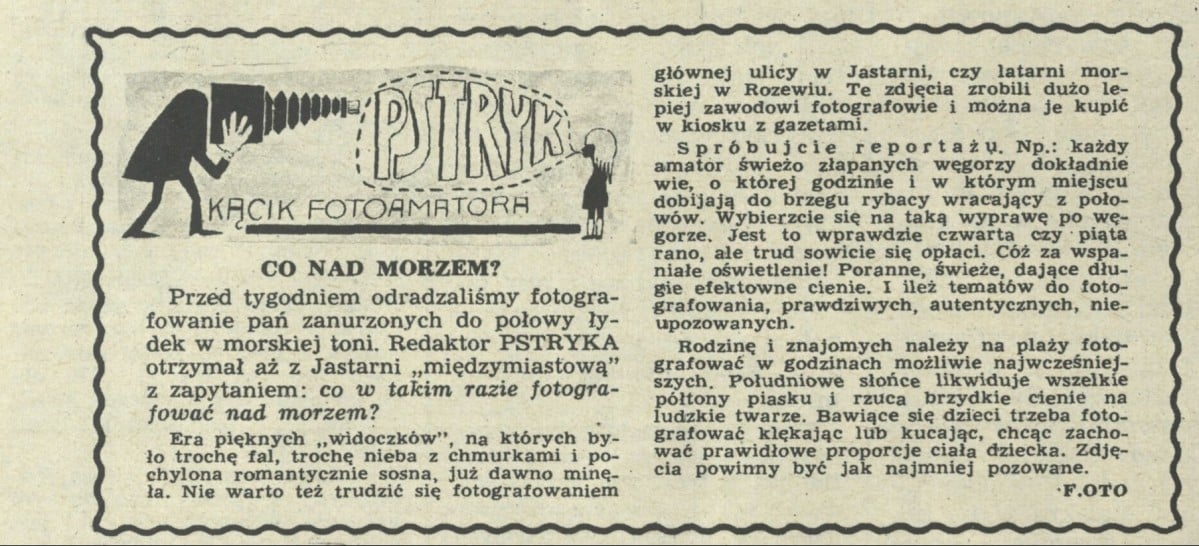 PSTRYK
KĄCIK FOTOAMATORA
CO NAD MORZEM?
Przed tygodniem odradzaliśmy fotogra-
fowanie pań zanurzonych do połowy ły-
dek w morskiej toni. Redaktor PSTRYKA
otrzymał aż z Jastarni „międzymiastową”
z zapytaniem: co w takim razie fotogra-
fować nad morzem?
Era pięknych „widoczków”, na których by-
ło trochę fal, trochę nieba z chmurkami i po-
chylona romantycznie sosna, już dawno minę-
ła. Nie warto też trudzić się fotografowaniem
głównej ulicy w Jastarni, czy latarni mor-
skiej w Rozewiu. Te zdjęcia zrobili dużo le-
piej zawodowi fotografowie i można je kupić
w kiosku z gazetami.
Spróbujcie reportażu. Np.: każdy
amator świeżo złapanych węgorzy dokładnie
wie, o której godzinie i w którym miejscu
dobijają do brzegu rybacy wracający z poło-
wów. Wybierzcie się na taką wyprawę po wę-
gorze. Jest to wprawdzie czwarta czy piąta
rano, ale trud sowicie się opłaci. Cóż za wspa-
niałe oświetlenie! Poranne, świeże, dające dłu-
gie efektowne cienie. I ileż tematów do foto-
grafowania, prawdziwych, autentycznych, nie-
upozowanych.
Rodzinę i znajomych należy na plaży foto-
grafować w godzinach możliwie najwcześniej-
szych. Południowe słońce likwiduje wszelkie
półtony piasku i rzuca brzydkie cienie na
ludzkie twarze. Bawiące się dzieci trzeba foto-
grafować klękając lub kucając, chcąc zacho-
wać prawidłowe proporcje ciała dziecka. Zdję-
cia powinny być jak najmniej pozowane.
F.OTO